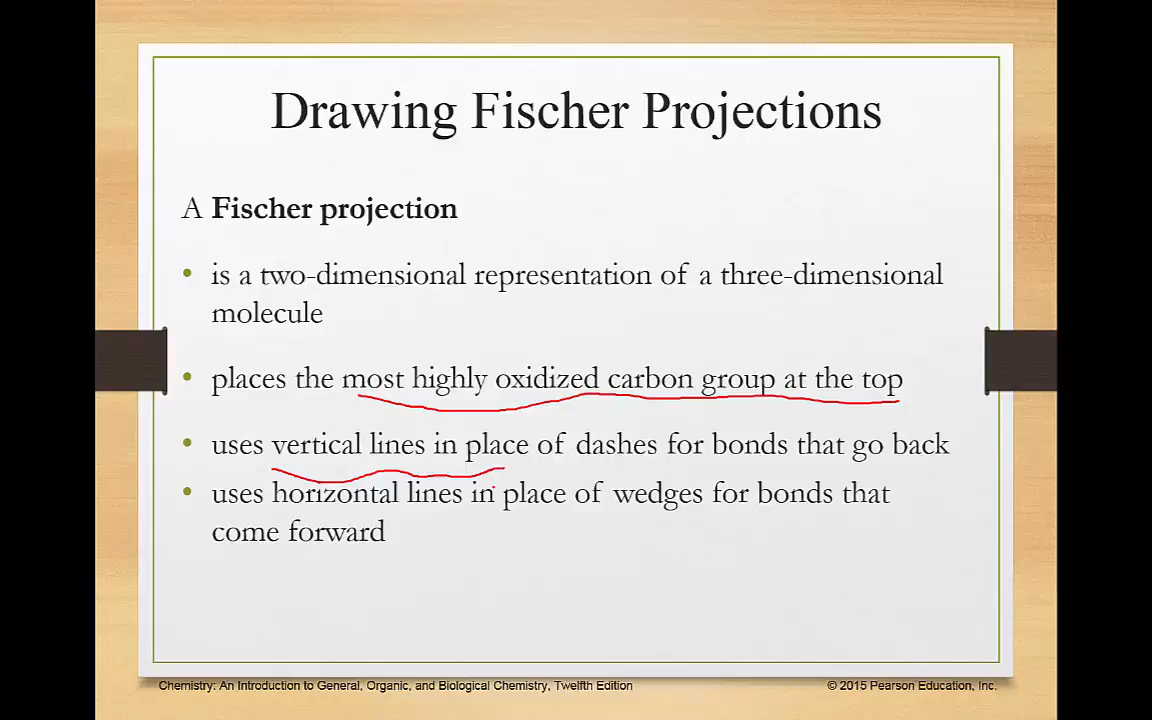 Drawing Fischer Projections
A Fischer projection
• is a two-dimensional representation of a three-dimensional
molecule
• places the most highly oxidized carbon group at the top
• uses vertical lines in place of dashes for bonds that go back
• uses horizontal lines in place of wedges for bonds that
come forward
Chemistry: An Introduction to General, Organic, and Biological Chemistry, Twelfth Edition
© 2015 Pearson Education, Inc.